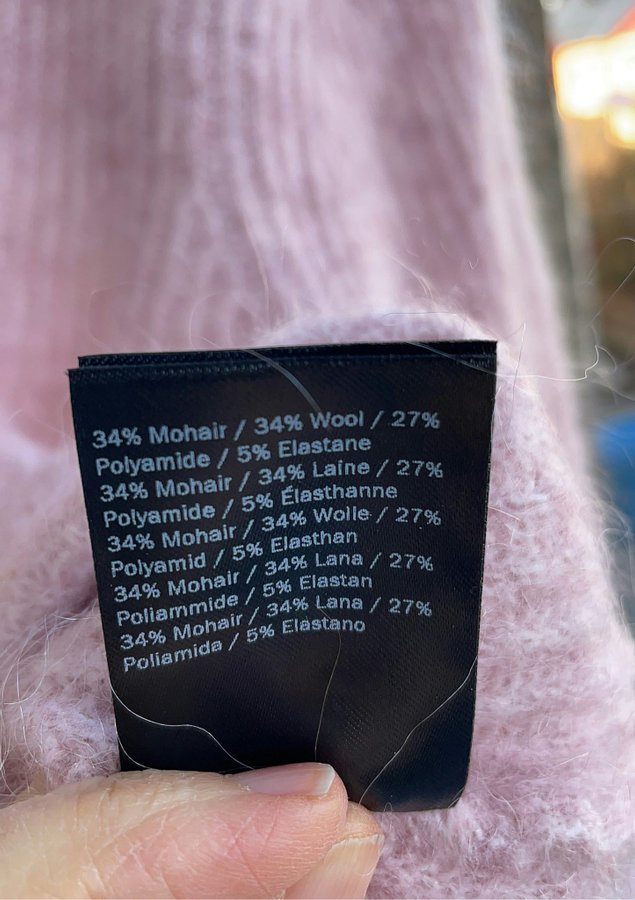 34% Mohair / 34% Wool / 27%
Polyamide / 5% Elastane
34% Mohair / 34% Laine / 27%
Polyamide / 5% Élasthanne
34% Mohair / 34% Wolle / 27%
Polyamid / 5% Elasthan
34% Mohair / 34% Lana / 27%
Poliammide / 5% Elastan
34% Mohair / 34% Lana / 27%
Poliamida / 5% Elastano